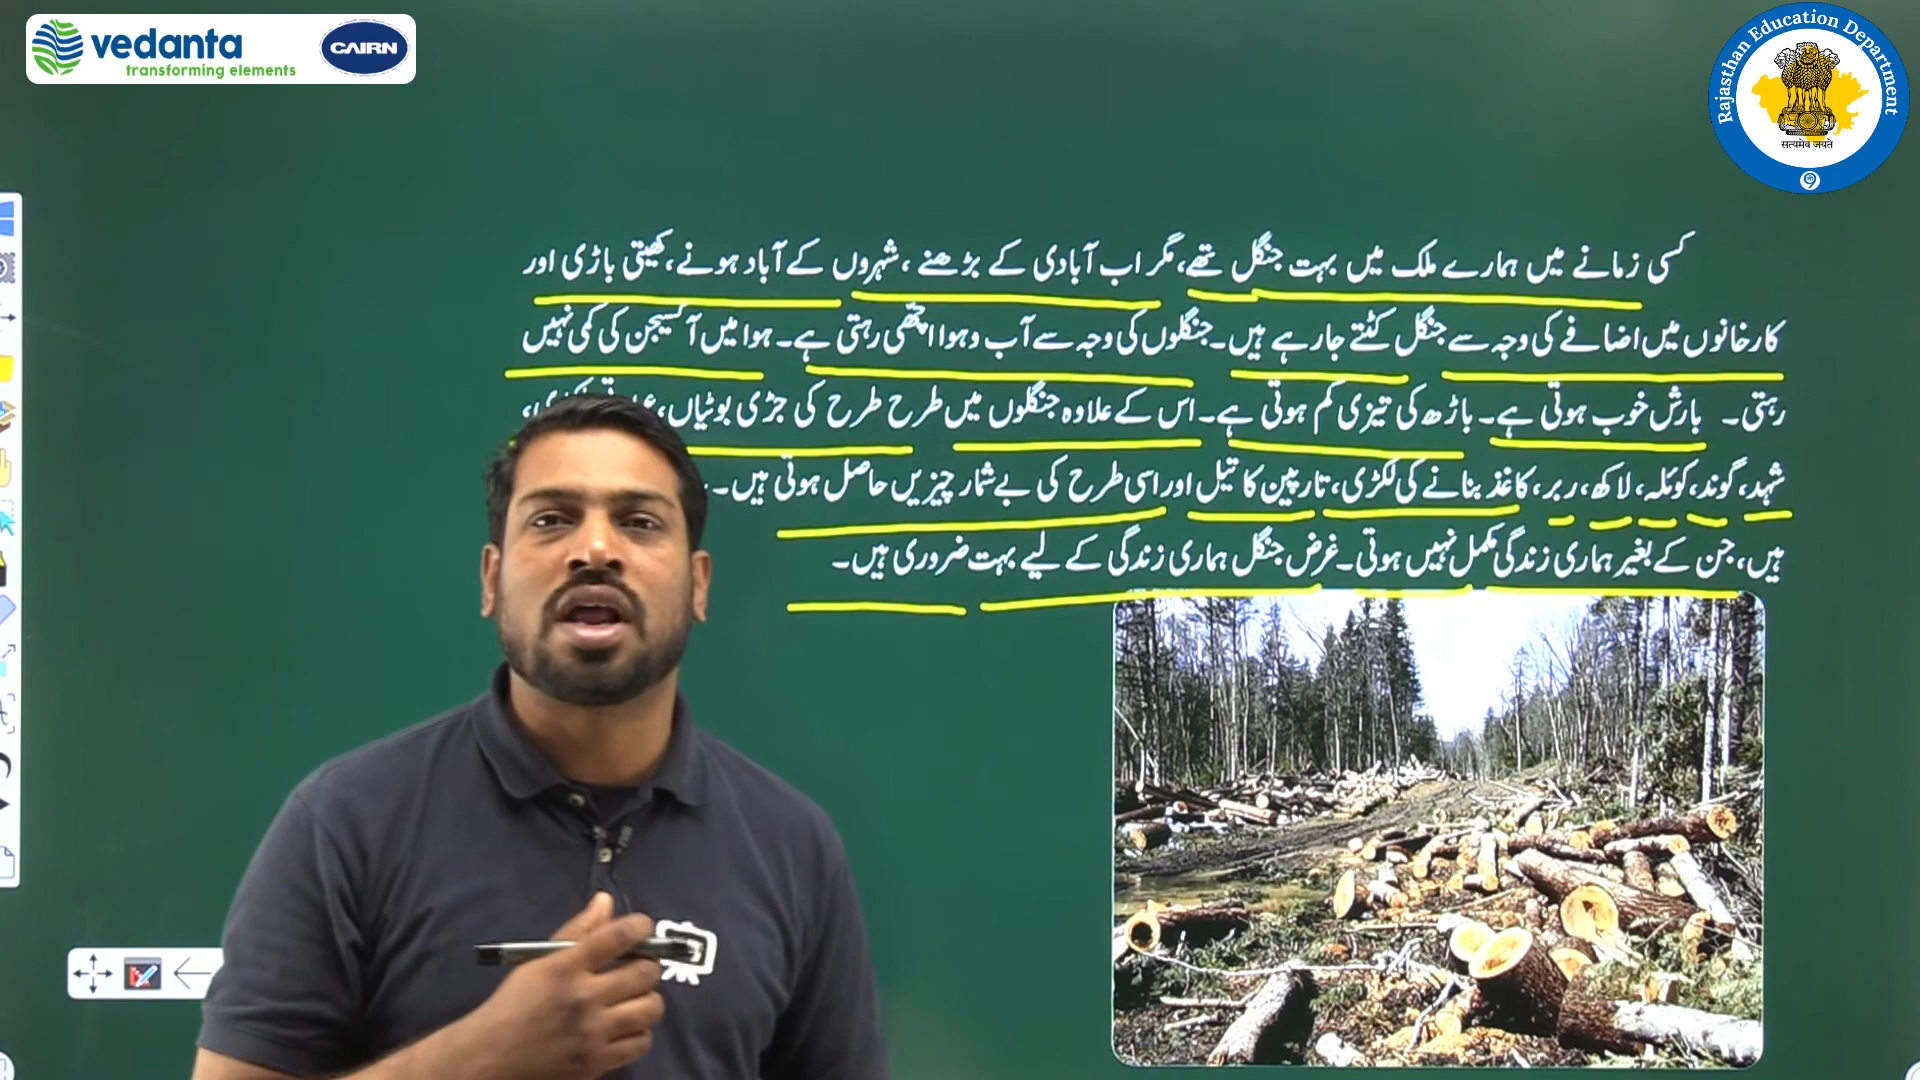 vedanta
transforming elements
CAIRN
Rajasthan Education Department
सत्यमेव जयते
کسی زمانے میں ہمارے ملک میں بہت جنگل تھے، مگر اب آبادی کے بڑھنے، شہروں کے آباد ہونے، کھیتی باڑی اور
کارخانوں میں اضافے کی وجہ سے جنگل کٹتے جارہے ہیں۔ جنگلوں کی وجہ سے آب و ہوا اچھی رہتی ہے۔ ہوا میں آکسیجن کی کمی نہیں
رہتی۔ بارش خوب ہوتی ہے۔ باڑھ کی تیزی کم ہوتی ہے۔ اس کے علاوہ جنگلوں میں طرح طرح کی جڑی بوٹیاں،
شہد، گوند، کوئلہ، لاکھ، ربر، کاغذ بنانے کی لکڑی، تارپین کا تیل اور اسی طرح کی بے شمار چیزیں حاصل ہوتی ہیں۔
ہیں، جن کے بغیر ہماری زندگی مکمل نہیں ہوتی۔ غرض جنگل ہماری زندگی کے لیے بہت ضروری ہیں۔